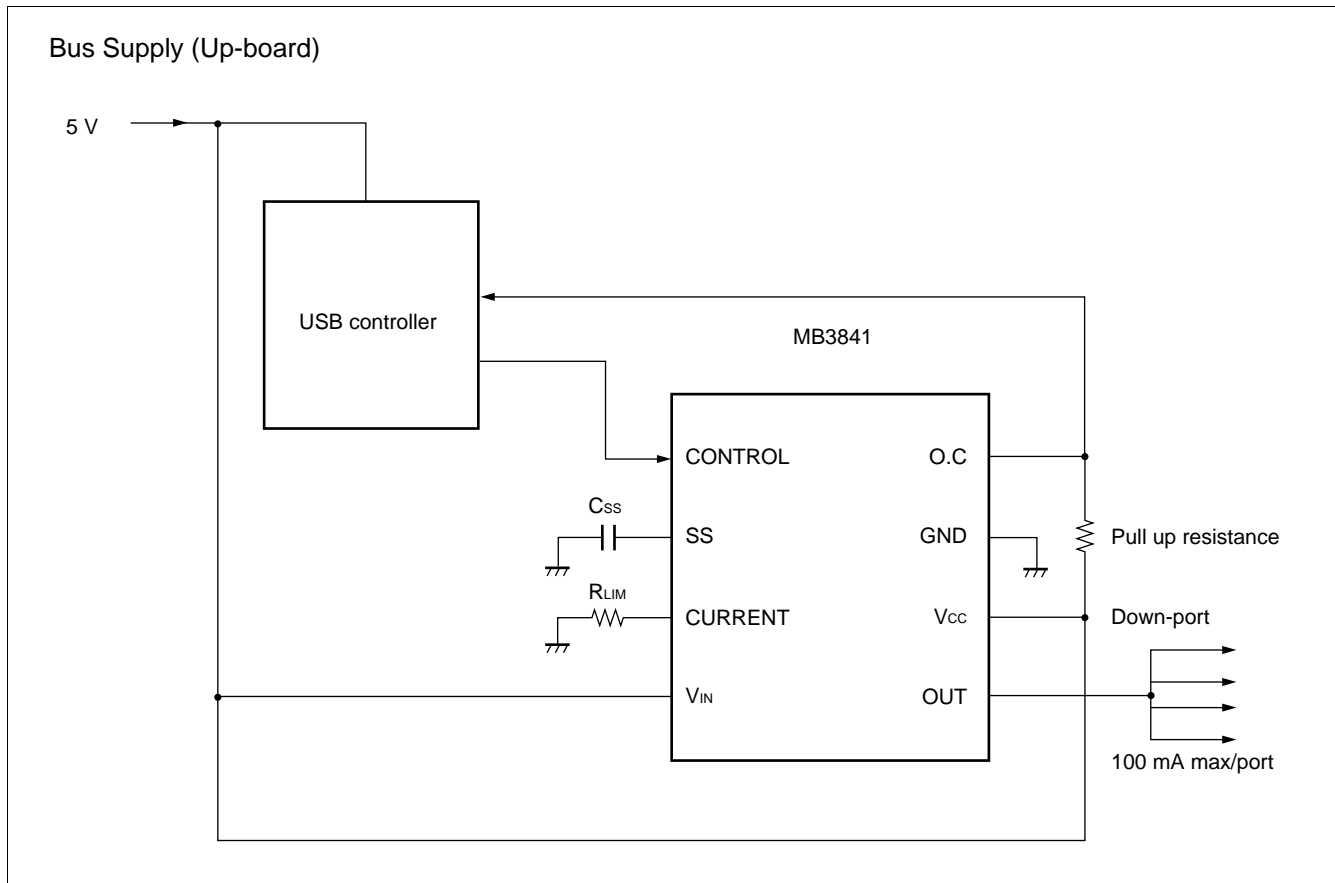 Bus Supply (Up-board)
5 V
USB controller
MB3841
CONTROL
O.C
CSS
SS
GND
Pull up resistance
RLIM
CURRENT
VCC
Down-port
VIN
OUT
100 mA max/port